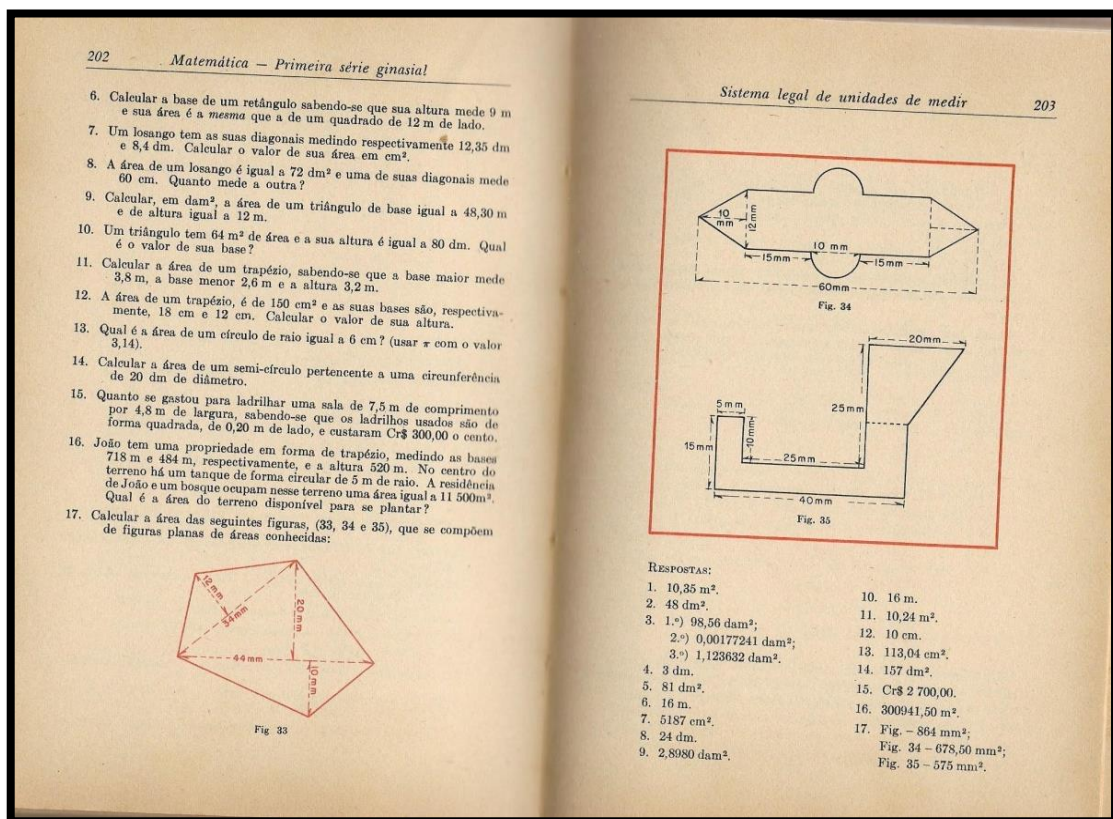 202 Matemática — Primeira série ginasial
6. Calcular a base de um retângulo sabendo-se que sua altura mede 9 m
e sua área é a mesma que a de um quadrado de 12 m de lado.
7. Um losango tem as suas diagonais medindo respectivamente 12,35 dm
e 8,4 dm. Calcular o valor de sua área em cm².
8. A área de um losango é igual a 72 dm² e uma de suas diagonais mede
60 cm. Quanto mede a outra?
9. Calcular, em dam², a área de um triângulo de base igual a 48,30 m
e de altura igual a 12 m.
10. Um triângulo tem 64 m² de área e a sua altura é igual a 80 dm. Qual
é o valor de sua base?
11. Calcular a área de um trapézio, sabendo-se que a base maior mede
3,8 m, a base menor 2,6 m e a altura 3,2 m.
12. A área de um trapézio, é de 150 cm² e as suas bases são, respectiva-
mente, 18 cm e 12 cm. Calcular o valor de sua altura.
13. Qual é a área de um círculo de raio igual a 6 cm? (usar π com o valor
3,14).
14. Calcular a área de um semi-círculo pertencente a uma circunferência
de 20 dm de diâmetro.
15. Quanto se gastou para ladrilhar uma sala de 7,5 m de comprimento
por 4,8 m de largura, sabendo-se que os ladrilhos usados são de
forma quadrada, de 0,20 m de lado, e custaram Cr$ 300,00 o cento.
16. João tem uma propriedade em forma de trapézio, medindo as bases
718 m e 484 m, respectivamente, e a altura 520 m. No centro do
terreno há um tanque de forma circular de 5 m de raio. A residência
de João e um bosque ocupam nesse terreno uma área igual a 11 500m².
Qual é a área do terreno disponível para se plantar?
17. Calcular a área das seguintes figuras, (33, 34 e 35), que se compõem
de figuras planas de áreas conhecidas:
12mm
34mm
20mm
44mm
10mm
Fig 33
Sistema legal de unidades de medir 203
10
mm
12mm
10 mm
15mm
15mm
60mm
Fig. 34
20mm
5mm
25mm
15mm
10mm
25mm
40mm
Fig. 35
RESPOSTAS:
1. 10,35 m².
2. 48 dm².
3. 1.º) 98,56 dam²;
2.º) 0,00177241 dam²;
3.º) 1,123632 dam².
4. 3 dm.
5. 81 dm².
6. 16 m.
7. 5187 cm².
8. 24 dm.
9. 2,8980 dam².
10. 16 m.
11. 10,24 m².
12. 10 cm.
13. 113,04 cm².
14. 157 dm².
15. Cr$ 2 700,00.
16. 300941,50 m².
17. Fig. – 864 mm²;
Fig. 34 – 678,50 mm²;
Fig. 35 – 575 mm².